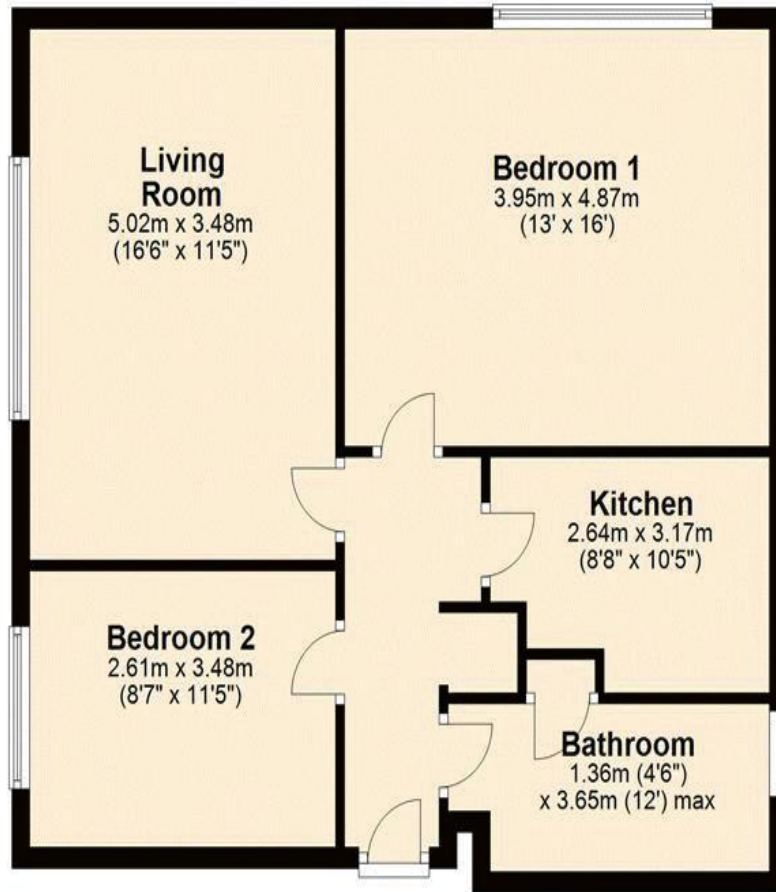 Living
Room
5.02m x 3.48m
(16'6" x 11'5")
Bedroom 1
3.95m x 4.87m
(13' x 16')
Kitchen
2.64m x 3.17m
(8'8" x 10'5")
Bedroom 2
2.61m x 3.48m
(8'7" x 11'5")
Bathroom
1.36m (4'6")
x 3.65m (12') max